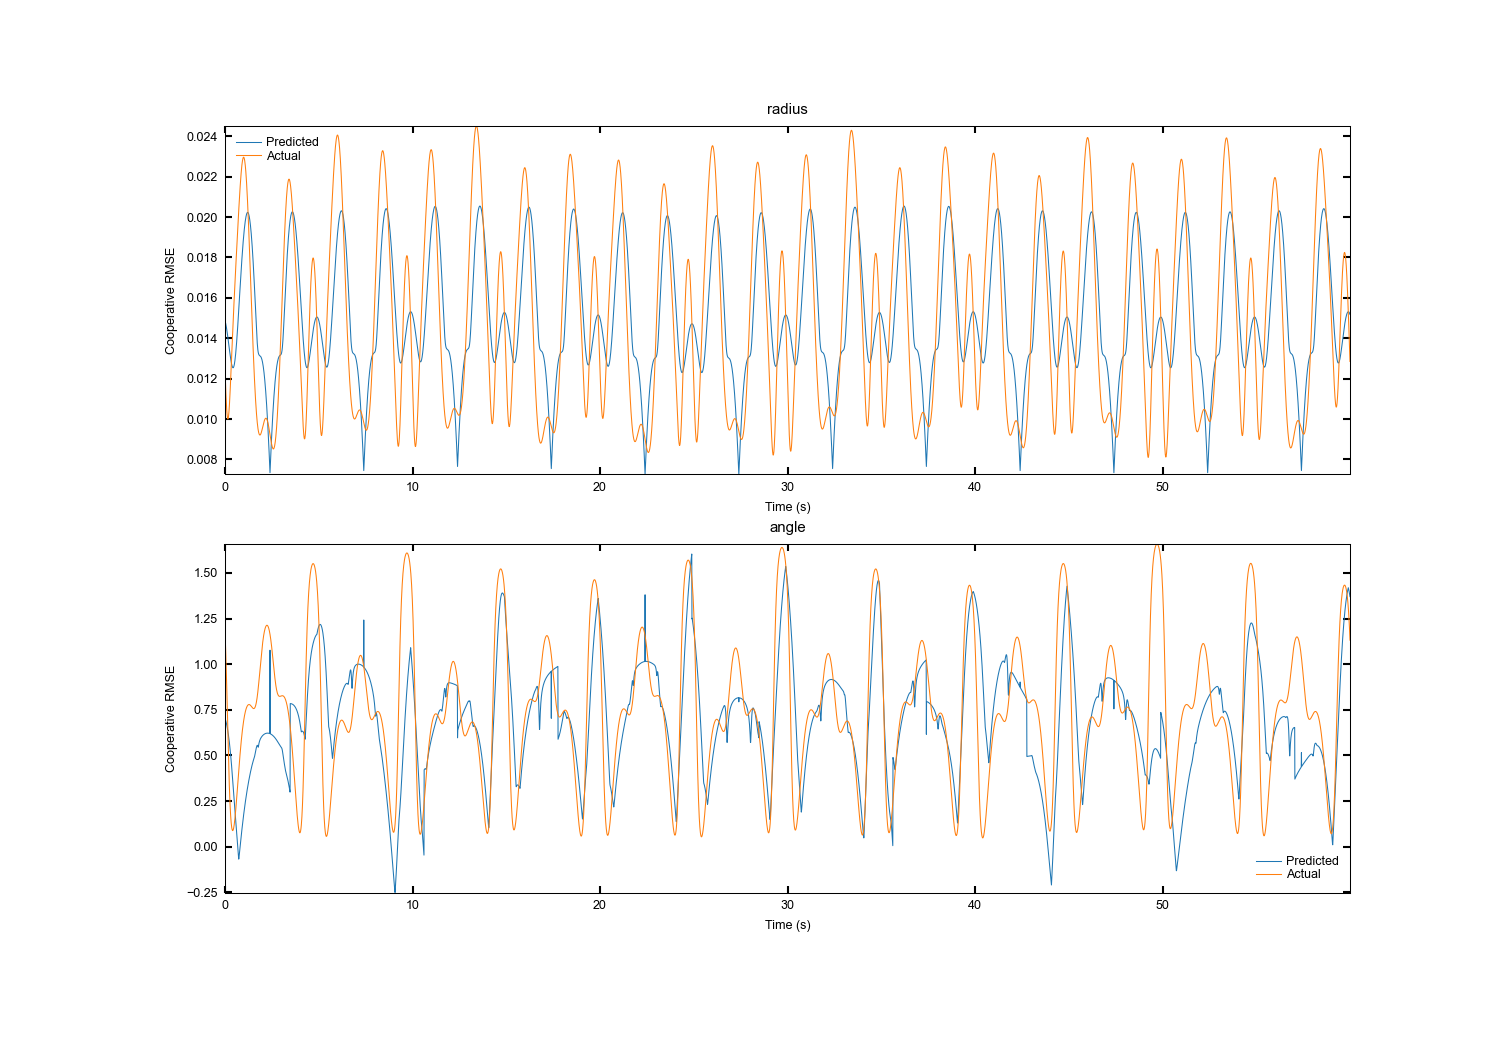 radius
0.024
0.022
0.020
0.018
0.016
0.014
0.012
0.010
0.008
Cooperative RMSE
Predicted
Actual
0 10 20 30 40 50
Time (s)
angle
1.50
1.25
1.00
0.75
0.50
0.25
0.00
−0.25
Cooperative RMSE
Predicted
Actual
0 10 20 30 40 50
Time (s)